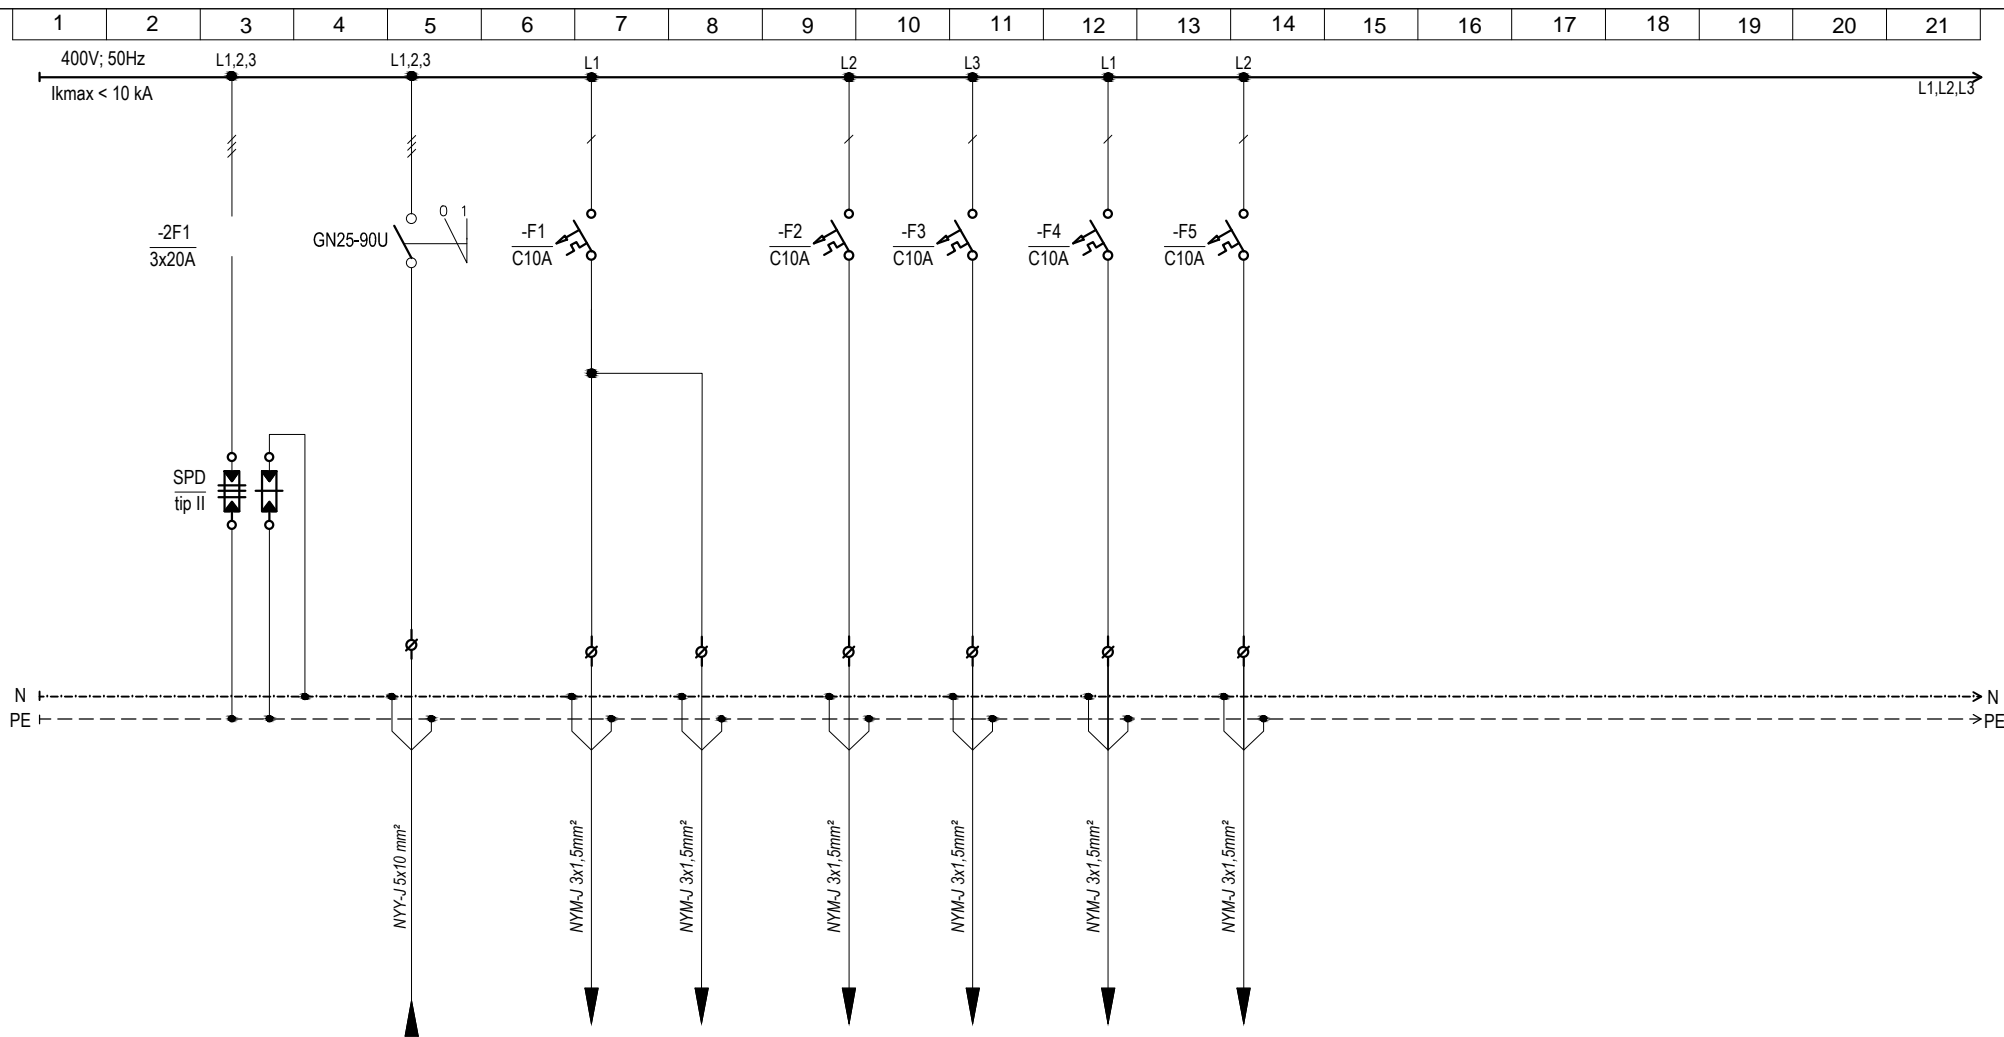 1 2 3 4 5 6 7 8 9 10 11 12 13 14 15 16 17 18 19 20 21
400V; 50Hz L1,2,3 L1,2,3 L1 L2 L3 L1 L2
Ikmax < 10 kA L1,L2,L3
0 1
-2F1 GN25-90U -F1 -F2 -F3 -F4 -F5
3x20A C10A C10A C10A C10A C10A
SPD
tip II
N N
PE PE
NYY-J 5x10 mm²
NYM-J 3x1,5mm²
NYM-J 3x1,5mm²
NYM-J 3x1,5mm²
NYM-J 3x1,5mm²
NYM-J 3x1,5mm²
NYM-J 3x1,5mm²